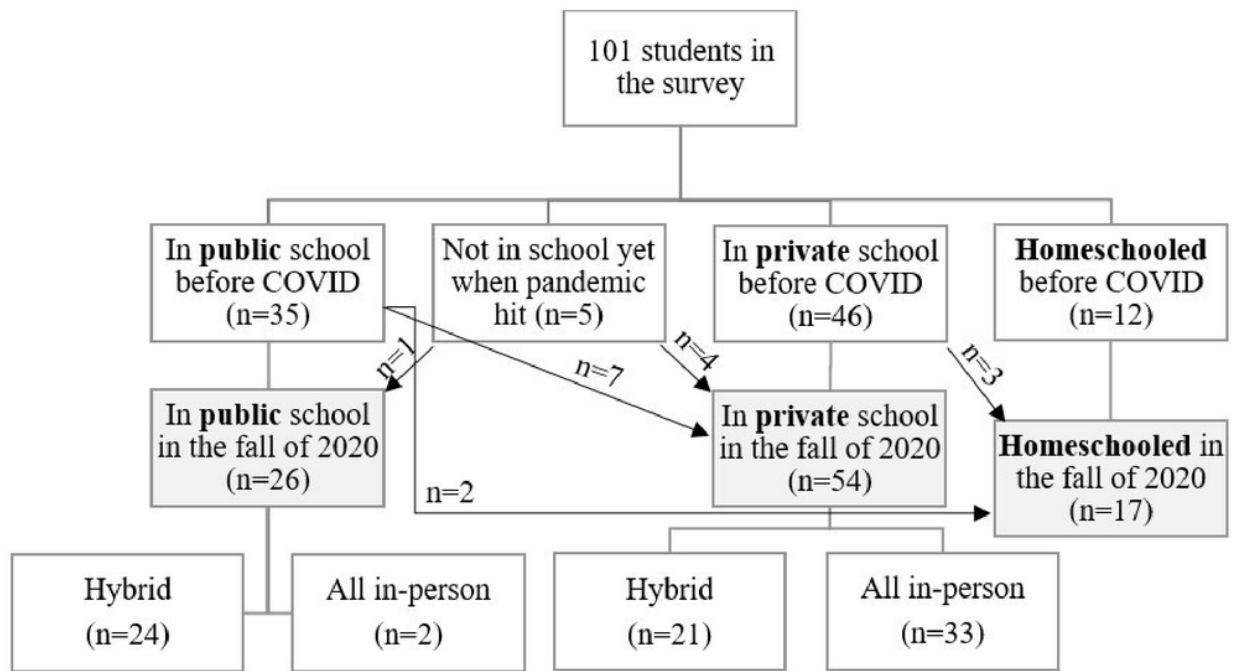 101 students in
the survey
In public school
before COVID
(n=35)
Not in school yet
when pandemic
hit (n=5)
In private school
before COVID
(n=46)
Homeschooled
before COVID
(n=12)
n=1
n=7
n=4
n=3
In public school
in the fall of 2020
(n=26)
n=2
In private school
in the fall of 2020
(n=54)
Homeschooled in
the fall of 2020
(n=17)
Hybrid
(n=24)
All in-person
(n=2)
Hybrid
(n=21)
All in-person
(n=33)